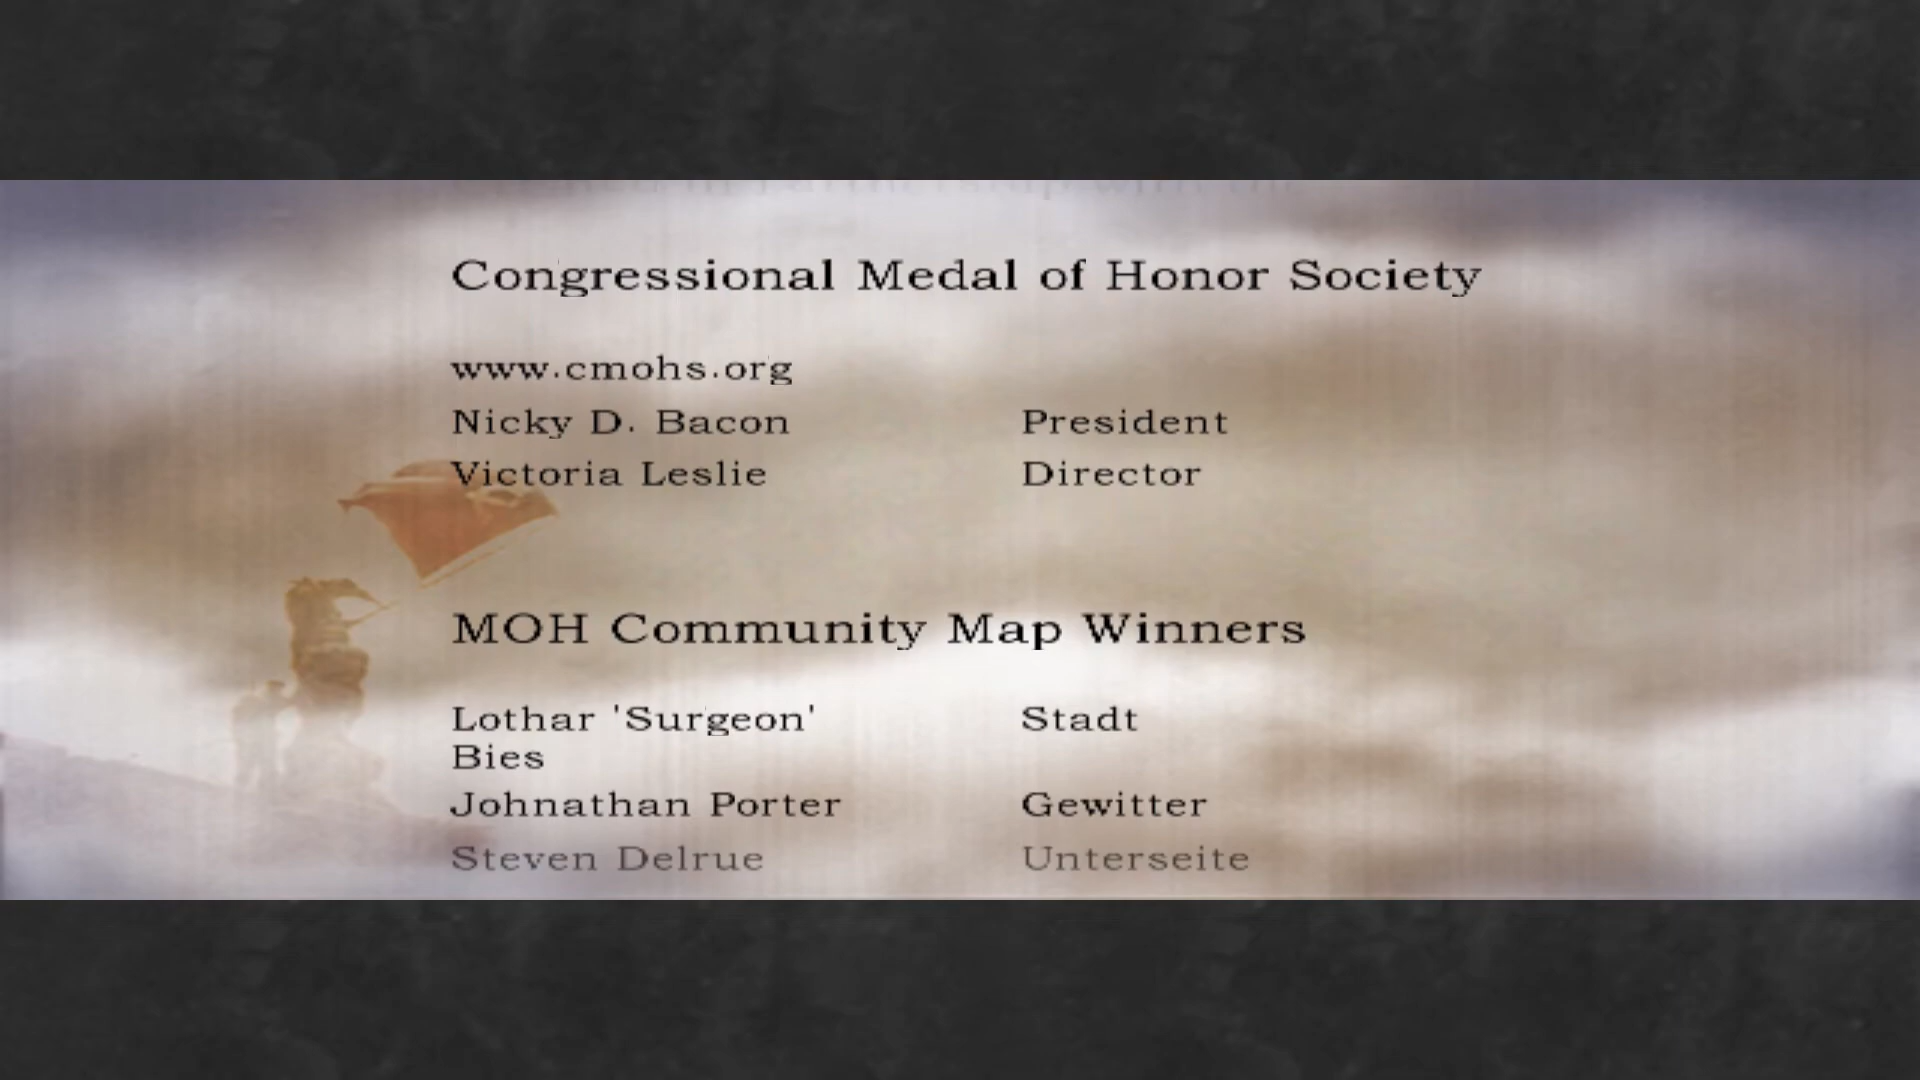 Congressional Medal of Honor Society
www.cmohs.org
Nicky D. Bacon President
Victoria Leslie Director
MOH Community Map Winners
Lothar 'Surgeon' Stadt
Bies
Johnathan Porter Gewitter
Steven Delrue Unterseite